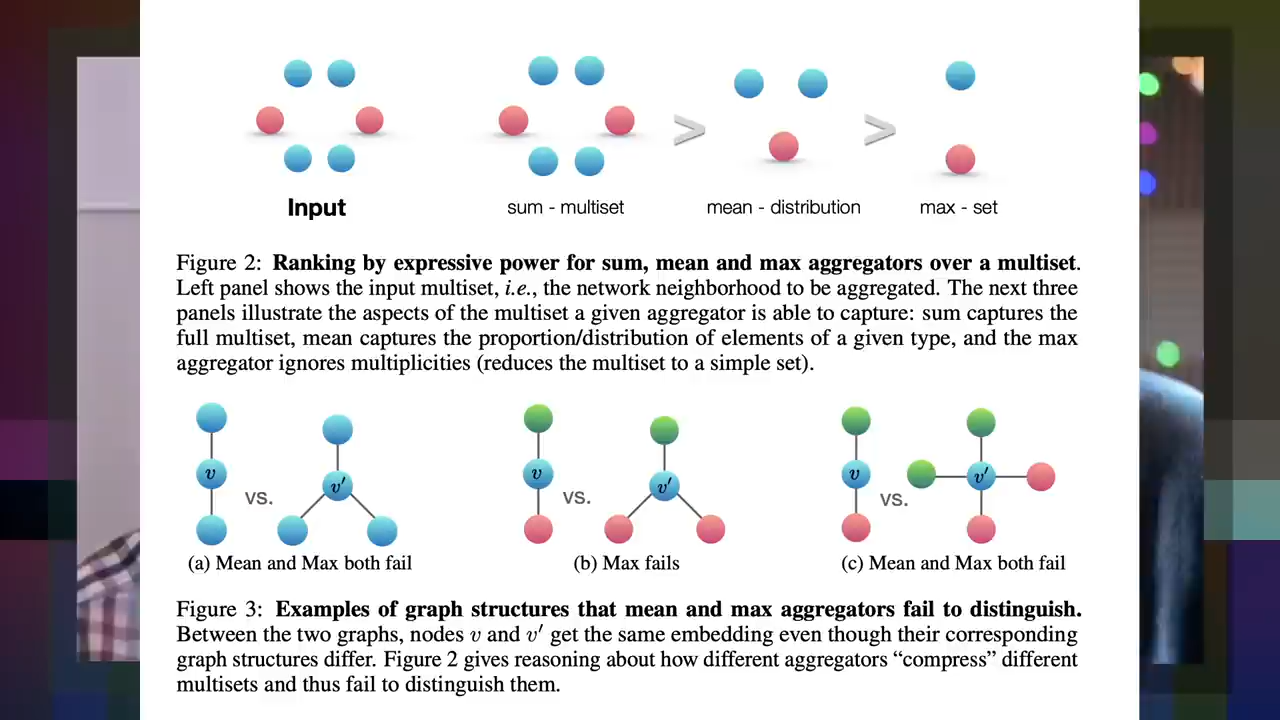 > >
Input sum - multiset mean - distribution max - set
Figure 2: Ranking by expressive power for sum, mean and max aggregators over a multiset.
Left panel shows the input multiset, i.e., the network neighborhood to be aggregated. The next three
panels illustrate the aspects of the multiset a given aggregator is able to capture: sum captures the
full multiset, mean captures the proportion/distribution of elements of a given type, and the max
aggregator ignores multiplicities (reduces the multiset to a simple set).
v vs. v′ v vs. v′ v vs. v′
(a) Mean and Max both fail (b) Max fails (c) Mean and Max both fail
Figure 3: Examples of graph structures that mean and max aggregators fail to distinguish.
Between the two graphs, nodes v and v′ get the same embedding even though their corresponding
graph structures differ. Figure 2 gives reasoning about how different aggregators “compress” different
multisets and thus fail to distinguish them.